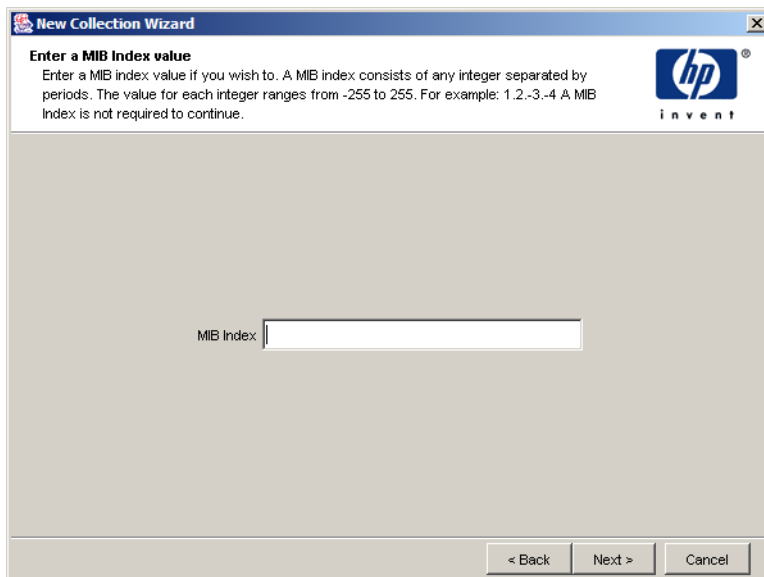 New Collection Wizard
Enter a MIB Index value
Enter a MIB index value if you wish to. A MIB index consists of any integer separated by
periods. The value for each integer ranges from -255 to 255. For example: 1.2.-3.-4 A MIB
Index is not required to continue.
hp ®
invent
MIB Index
< Back Next > Cancel